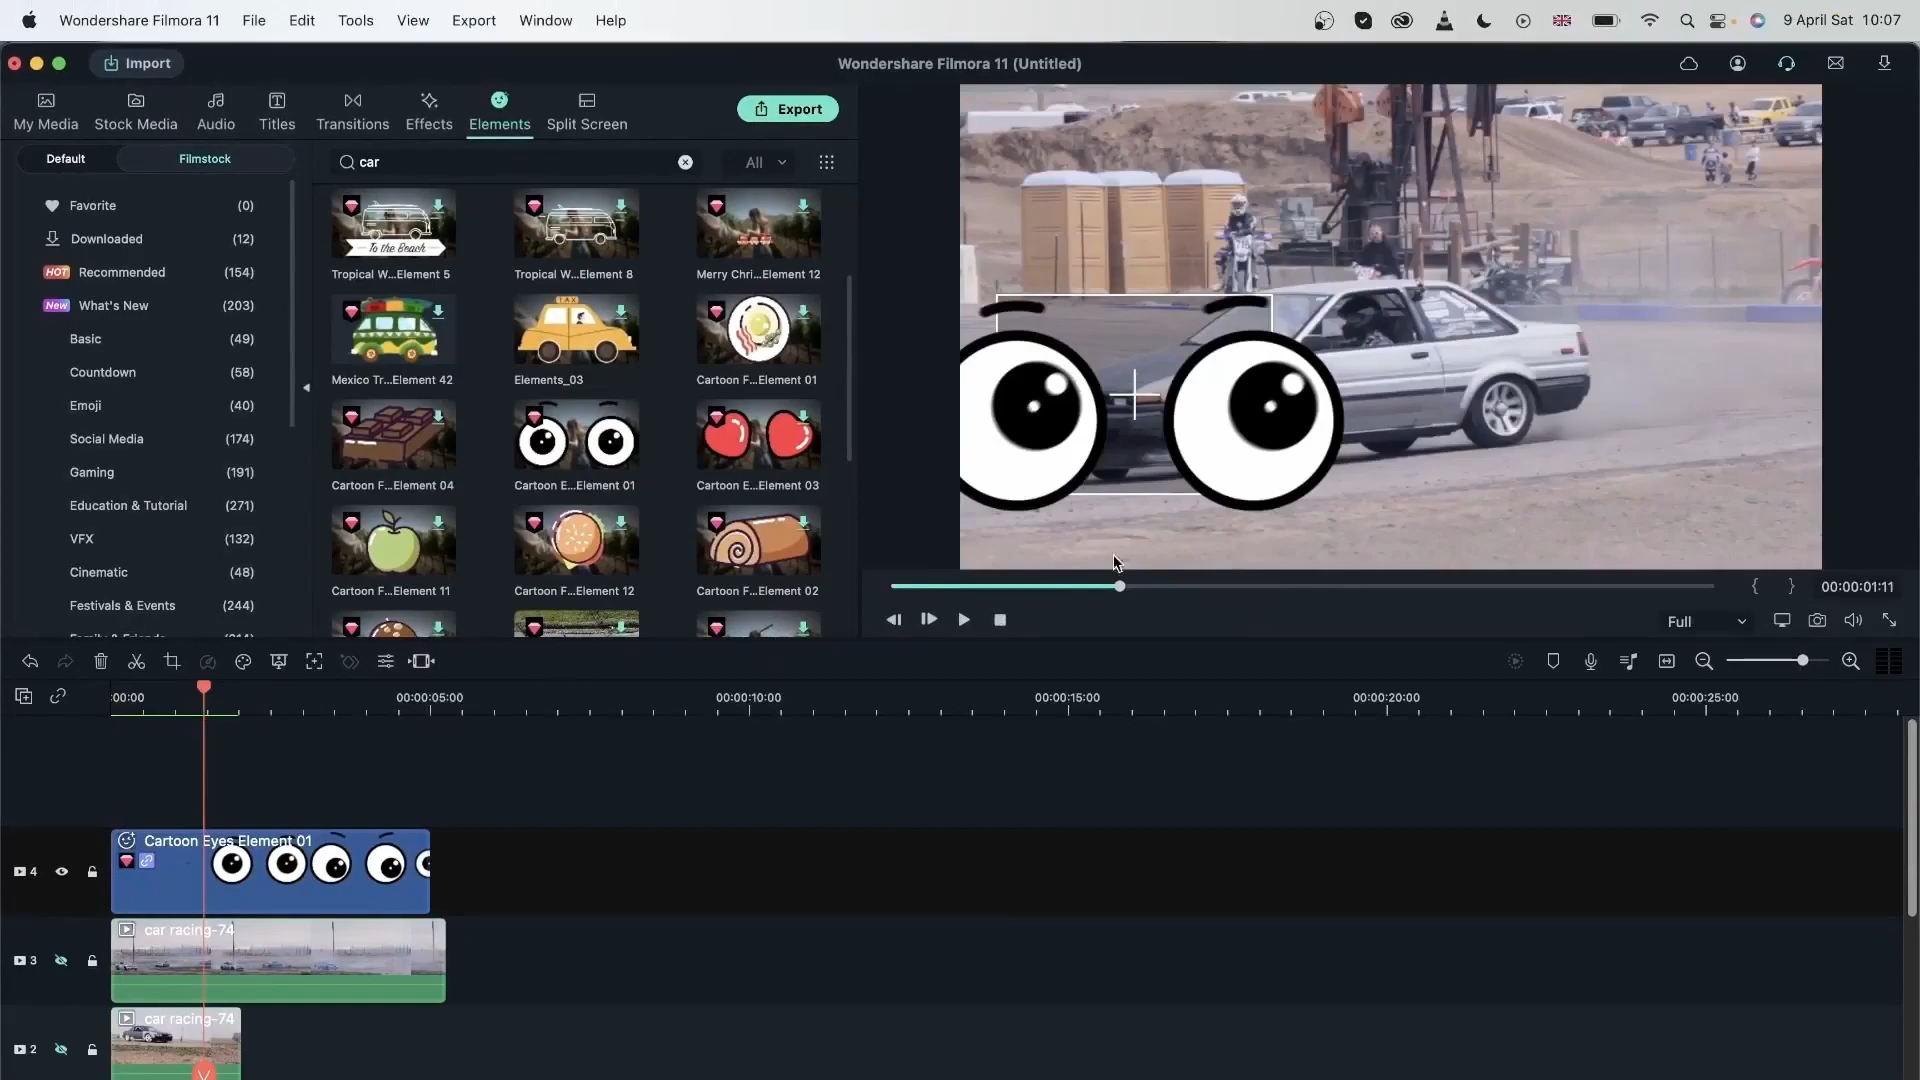 Wondershare Filmora 11 File Edit Tools View Export Window Help 9 April Sat 10:07
Import Wondershare Filmora 11 (Untitled)
My Media Stock Media Audio Titles Transitions Effects Elements Split Screen Export
Default Filmstock car All
Favorite (0)
Downloaded (12)
HOT Recommended (154)
New What's New (203)
Basic (49)
Countdown (58)
Emoji (40)
Social Media (174)
Gaming (191)
Education & Tutorial (271)
VFX (132)
Cinematic (48)
Festivals & Events (244)
To the Beach
Tropical W...Element 5 Tropical W...Element 8 Merry Chri...Element 12
TAXI
Mexico Tr...Element 42 Elements_03 Cartoon F...Element 01
Cartoon F...Element 04 Cartoon E...Element 01 Cartoon E...Element 03
Cartoon F...Element 11 Cartoon F...Element 12 Cartoon F...Element 02
{ } 00:00:01:11
Full
:00:00 00:00:05:00 00:00:10:00 00:00:15:00 00:00:20:00 00:00:25:00
Cartoon Eyes Element 01
4
car racing-74
3
car racing-74
2